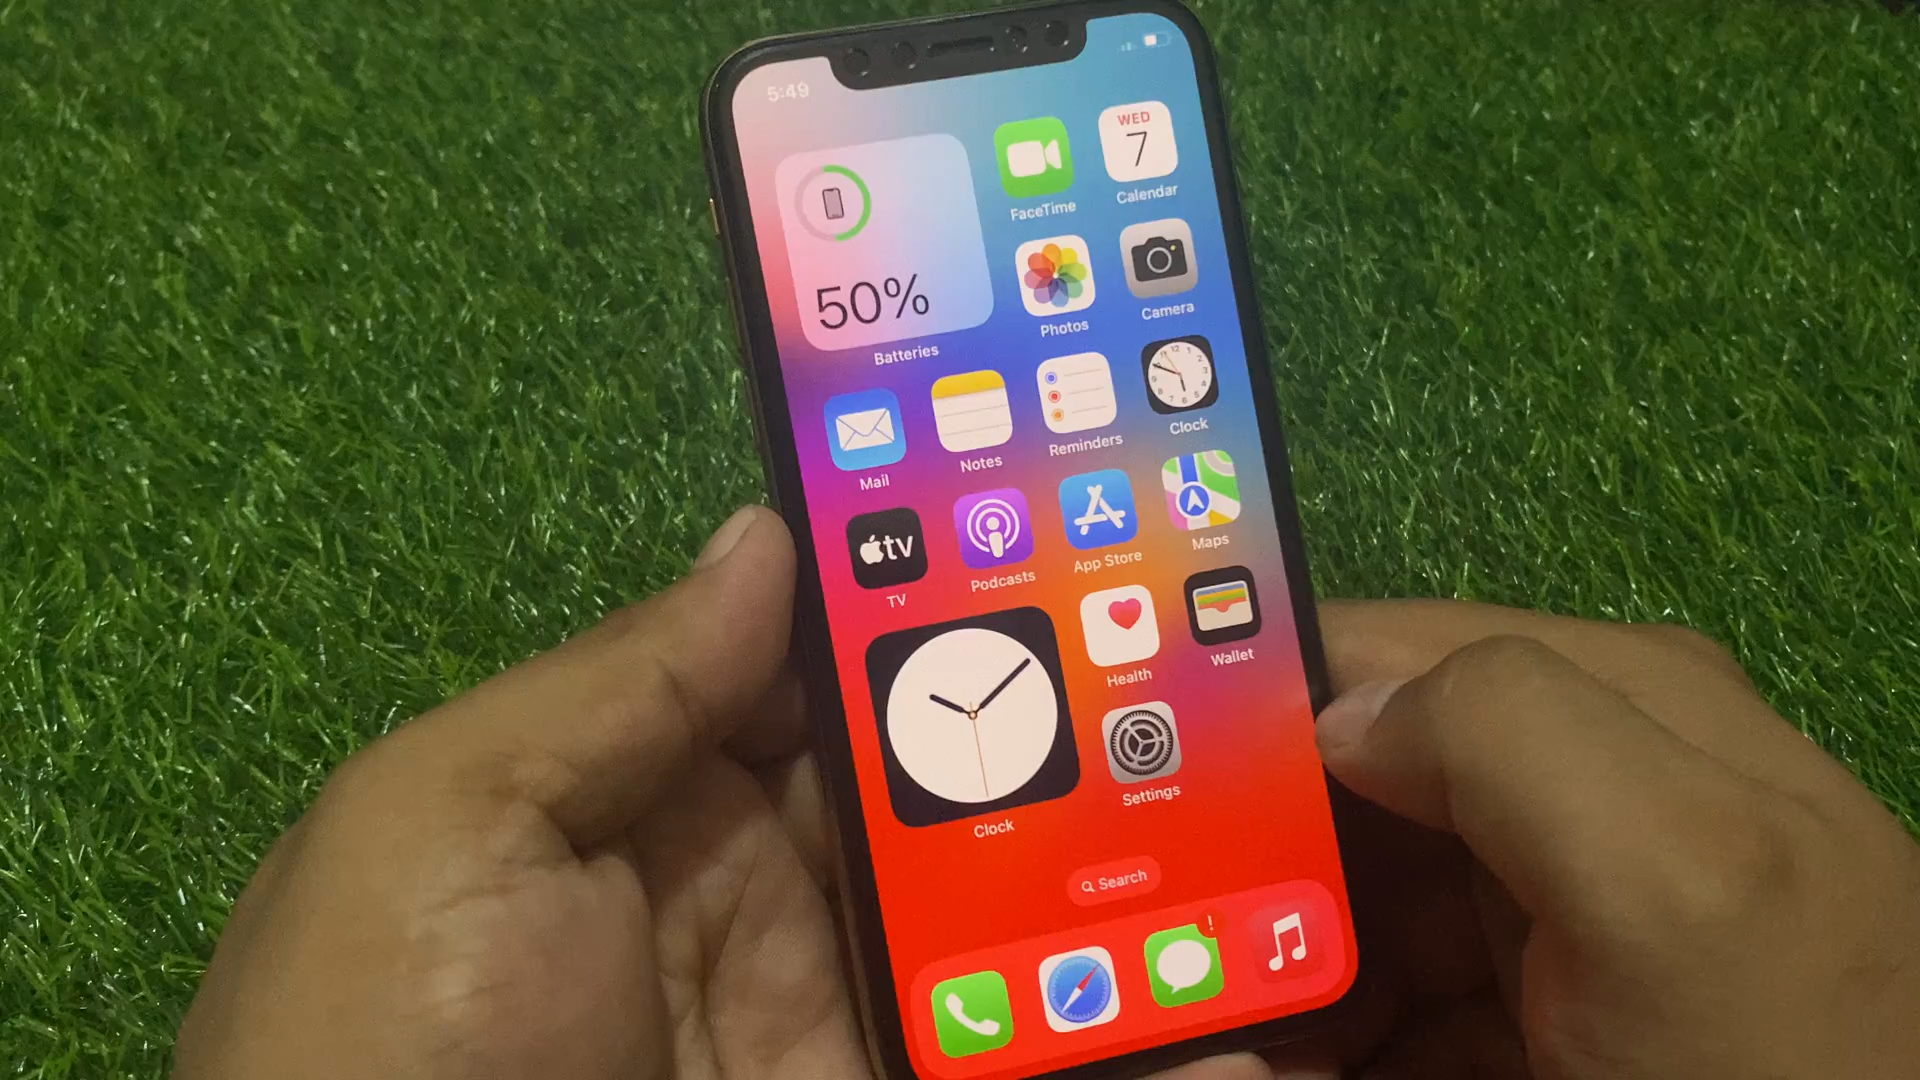 5:49
50%
Batteries
FaceTime
WED
7
Calendar
Photos
Camera
Mail
Notes
Reminders
Clock
tv
TV
Podcasts
App Store
Maps
Clock
Health
Wallet
Settings
Search
!